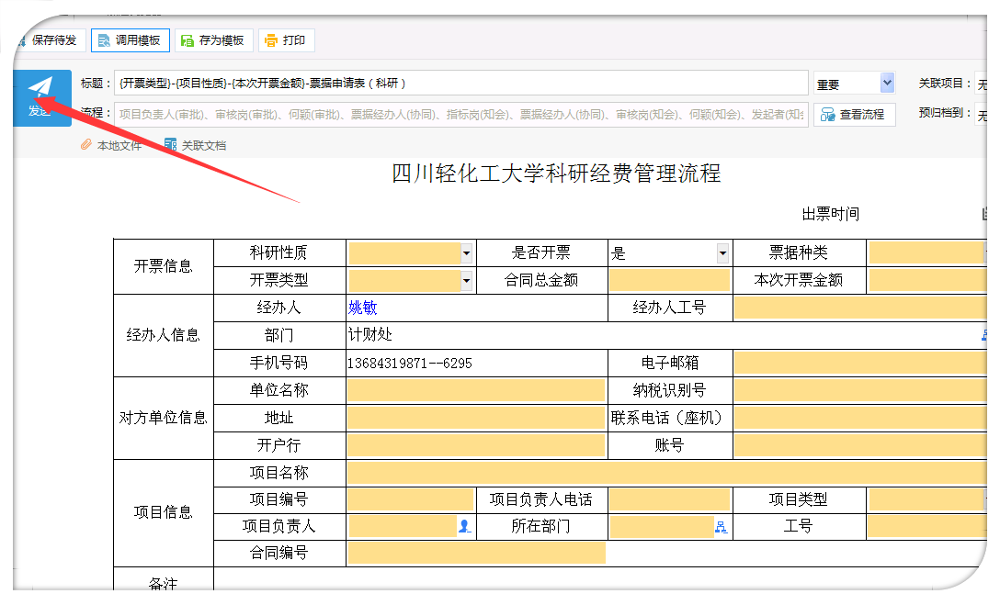 保存待发 调用模板 存为模板 打印
标题： {开票类型}-{项目性质}-{本次开票金额}-票据申请表（科研） 重要 关联项目： 无
发送
流程： 项目负责人(审批)、审核岗(审批)、何颖(审批)、票据经办人(协同)、指标岗(知会)、票据经办人(协同)、审核岗(知会)、何颖(知会)、发起者(知会 查看流程 预归档到： 无
本地文件 关联文档
四川轻化工大学科研经费管理流程
出票时间
开票信息 科研性质 是否开票 是 票据种类
开票类型 合同总金额 本次开票金额
经办人信息 经办人 姚敏 经办人工号
部门 计财处
手机号码 13684319871--6295 电子邮箱
对方单位信息 单位名称 纳税识别号
地址 联系电话（座机）
开户行 账号
项目信息 项目名称
项目编号 项目负责人电话 项目类型
项目负责人 所在部门 工号
合同编号
备注